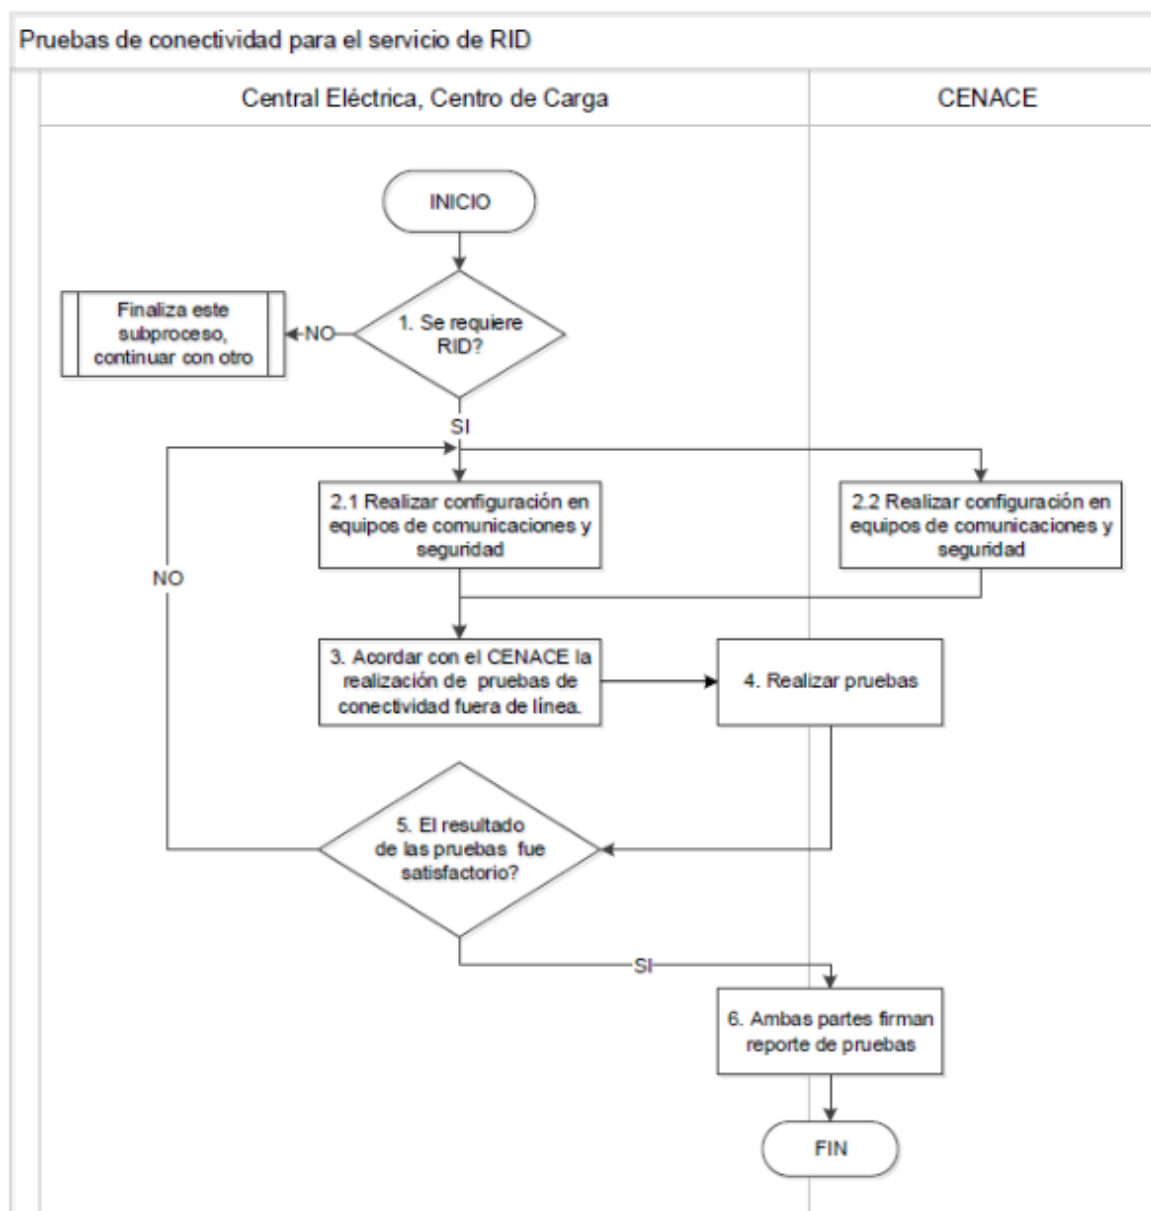 Pruebas de conectividad para el servicio de RID
Central Eléctrica, Centro de Carga
CENACE
INICIO
1. Se requiere
RID?
NO
Finaliza este
subproceso,
continuar con otro
SI
2.1 Realizar configuración en
equipos de comunicaciones y
seguridad
2.2 Realizar configuración en
equipos de comunicaciones y
seguridad
NO
3. Acordar con el CENACE la
realización de pruebas de
conectividad fuera de línea.
4. Realizar pruebas
5. El resultado
de las pruebas fue
satisfactorio?
SI
6. Ambas partes firman
reporte de pruebas
FIN